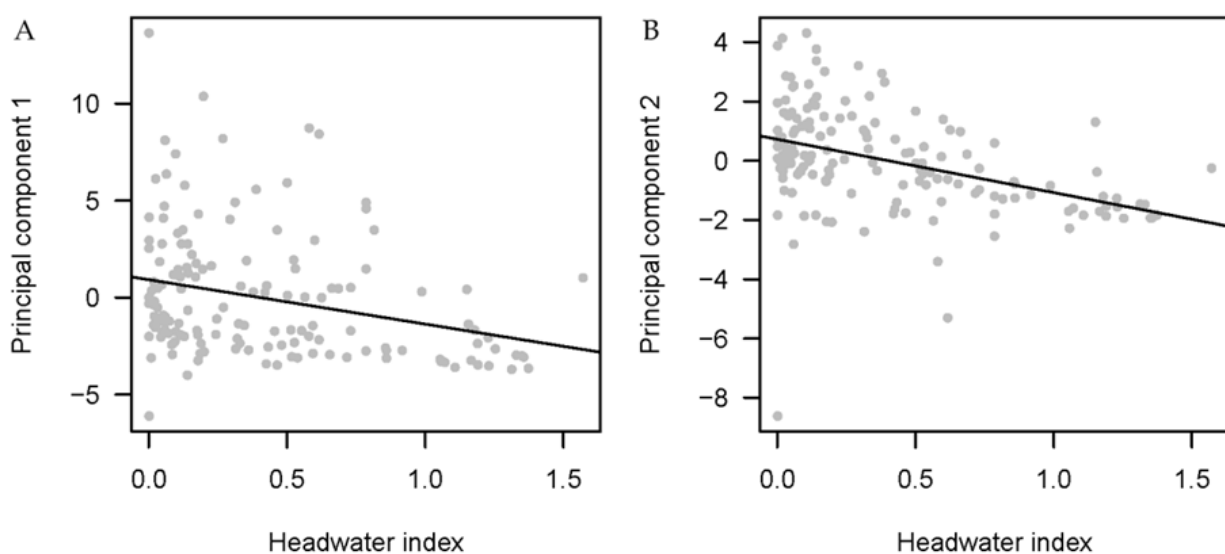 A
Principal component 1
10
5
0
−5
0.0 0.5 1.0 1.5
Headwater index
B
Principal component 2
4
2
0
−2
−4
−6
−8
0.0 0.5 1.0 1.5
Headwater index